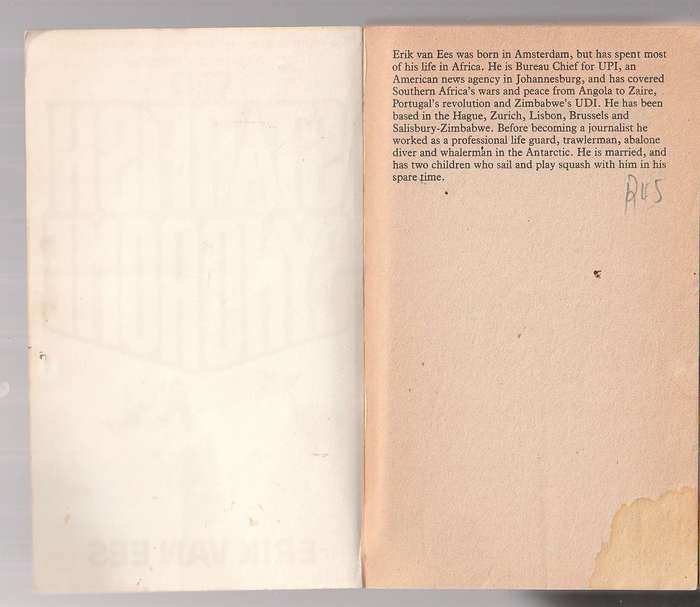 Erik van Ees was born in Amsterdam, but has spent most
of his life in Africa. He is Bureau Chief for UPI, an
American news agency in Johannesburg, and has covered
Southern Africa's wars and peace from Angola to Zaire,
Portugal's revolution and Zimbabwe's UDI. He has been
based in the Hague, Zurich, Lisbon, Brussels and
Salisbury-Zimbabwe. Before becoming a journalist he
worked as a professional life guard, trawlerman, abalone
diver and whalerman in the Antarctic. He is married, and
has two children who sail and play squash with him in his
spare time.
ERIK VAN EES